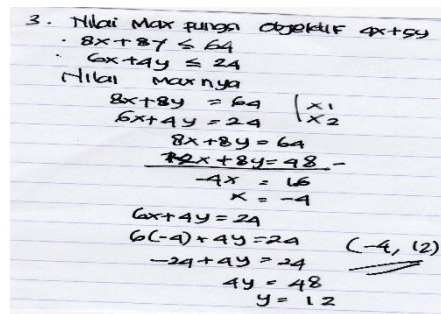 3. Nilai Max fungsi objektif 4x+5y
. 8x+8y ≤ 64
. 6x+4y ≤ 24
Nilai Maxnya
8x+8y = 64 | x1
6x+4y = 24 | x2
8x+8y = 64
12x+8y = 48 -
-4x = 16
x = -4
6x+4y = 24
6(-4)+4y = 24 (-4, 12)
-24+4y = 24
4y = 48
y = 12